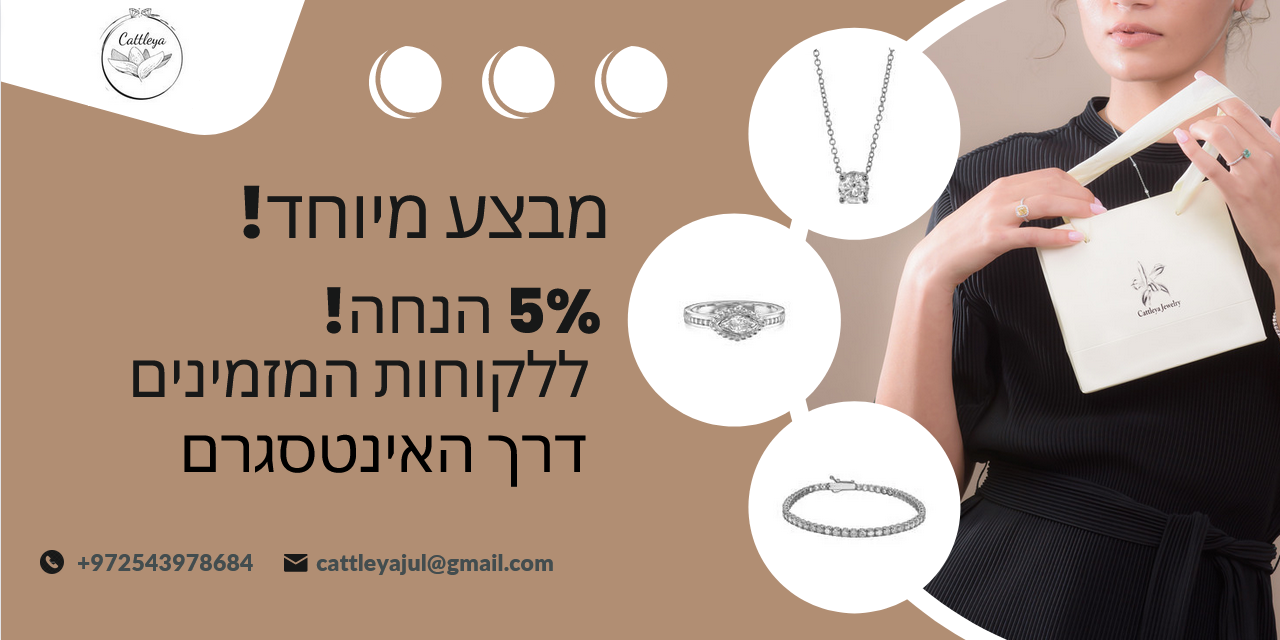 Cattleya
מבצע מיוחד!
5% הנחה!
ללקוחות המזמינים
דרך האינטסגרם
+972543978684
cattleyajul@gmail.com
Cattleya Jewelry